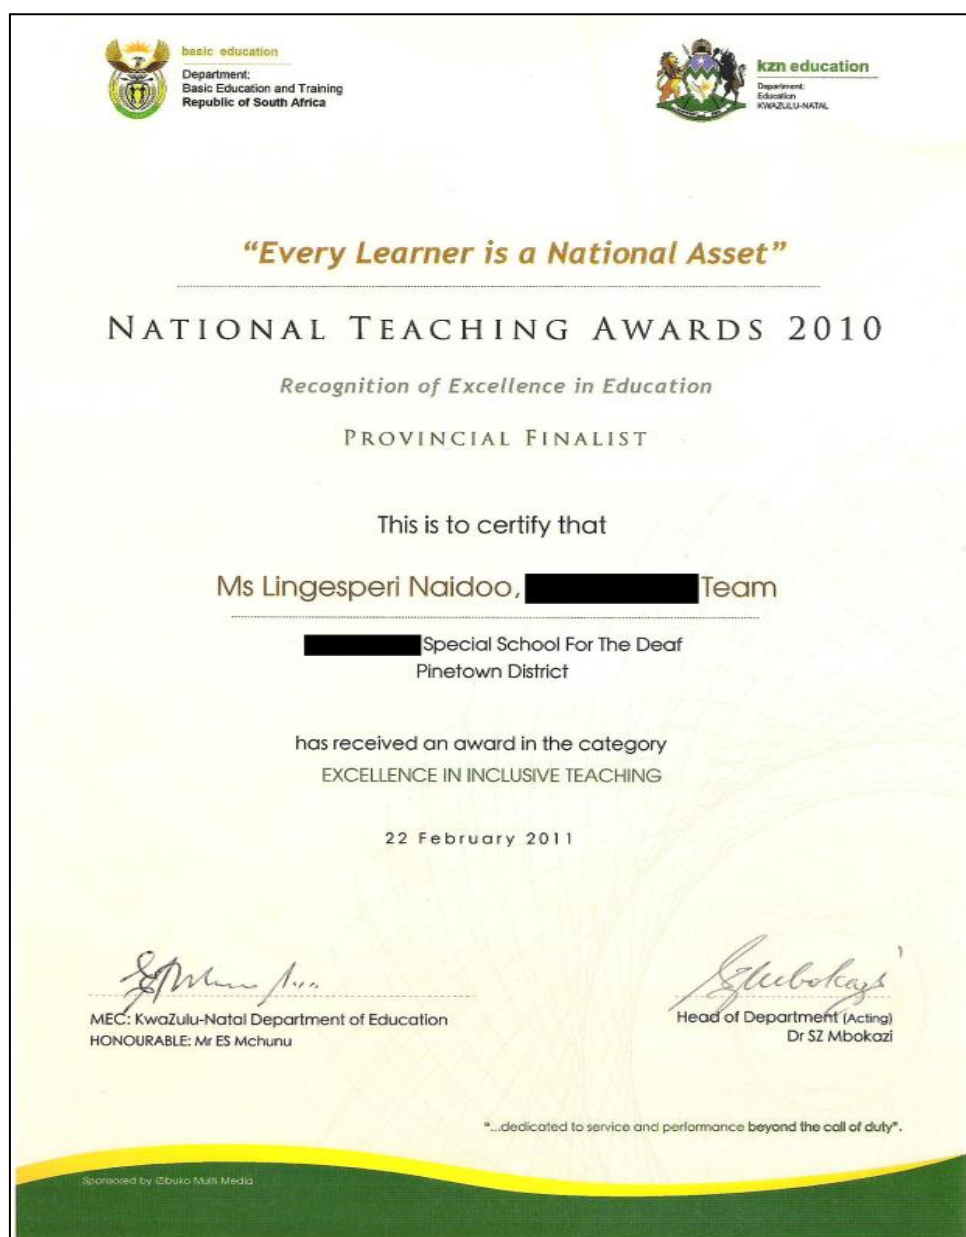 basic education
Department:
Basic Education and Training
Republic of South Africa
kzn education
Department:
Education
KWAZULU-NATAL
“Every Learner is a National Asset”
NATIONAL TEACHING AWARDS 2010
Recognition of Excellence in Education
PROVINCIAL FINALIST
This is to certify that
Ms Lingesperi Naidoo, Team
Special School For The Deaf
Pinetown District
has received an award in the category
EXCELLENCE IN INCLUSIVE TEACHING
22 February 2011
MEC: KwaZulu-Natal Department of Education
HONOURABLE: Mr ES Mchunu
Head of Department (Acting)
Dr SZ Mbokazi
“...dedicated to service and performance beyond the call of duty”.
Sponsored by iZibuko Multi Media